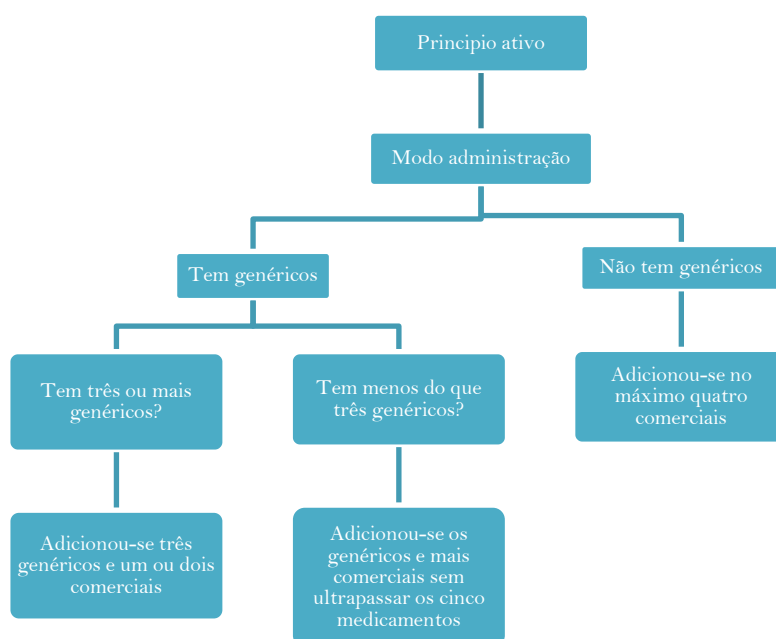 Principio ativo
Modo administração
Tem genéricos
Não tem genéricos
Tem três ou mais
genéricos?
Tem menos do que
três genéricos?
Adicionou-se no
máximo quatro
comerciais
Adicionou-se três
genéricos e um ou dois
comerciais
Adicionou-se os
genéricos e mais
comerciais sem
ultrapassar os cinco
medicamentos